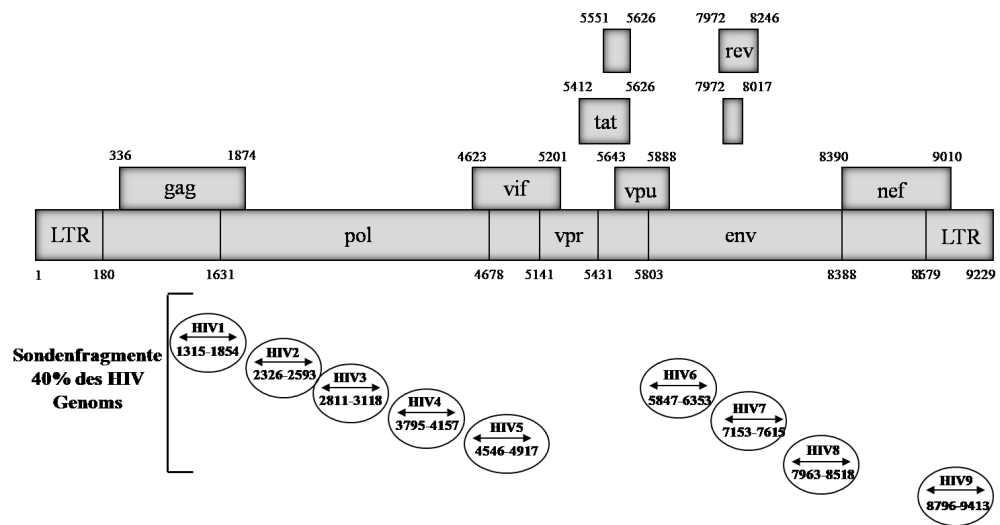 5551 5626 7972 8246
rev
5412 5626 7972 8017
tat
336 1874 4623 5201 5643 5888 8390 9010
gag vif vpu nef
LTR pol vpr env LTR
1 180 1631 4678 5141 5431 5803 8388 8679 9229
Sondenfragmente
40% des HIV
Genoms
HIV1
1315-1854
HIV2
2326-2593
HIV3
2811-3118
HIV4
3795-4157
HIV5
4546-4917
HIV6
5847-6353
HIV7
7153-7615
HIV8
7963-8518
HIV9
8796-9413